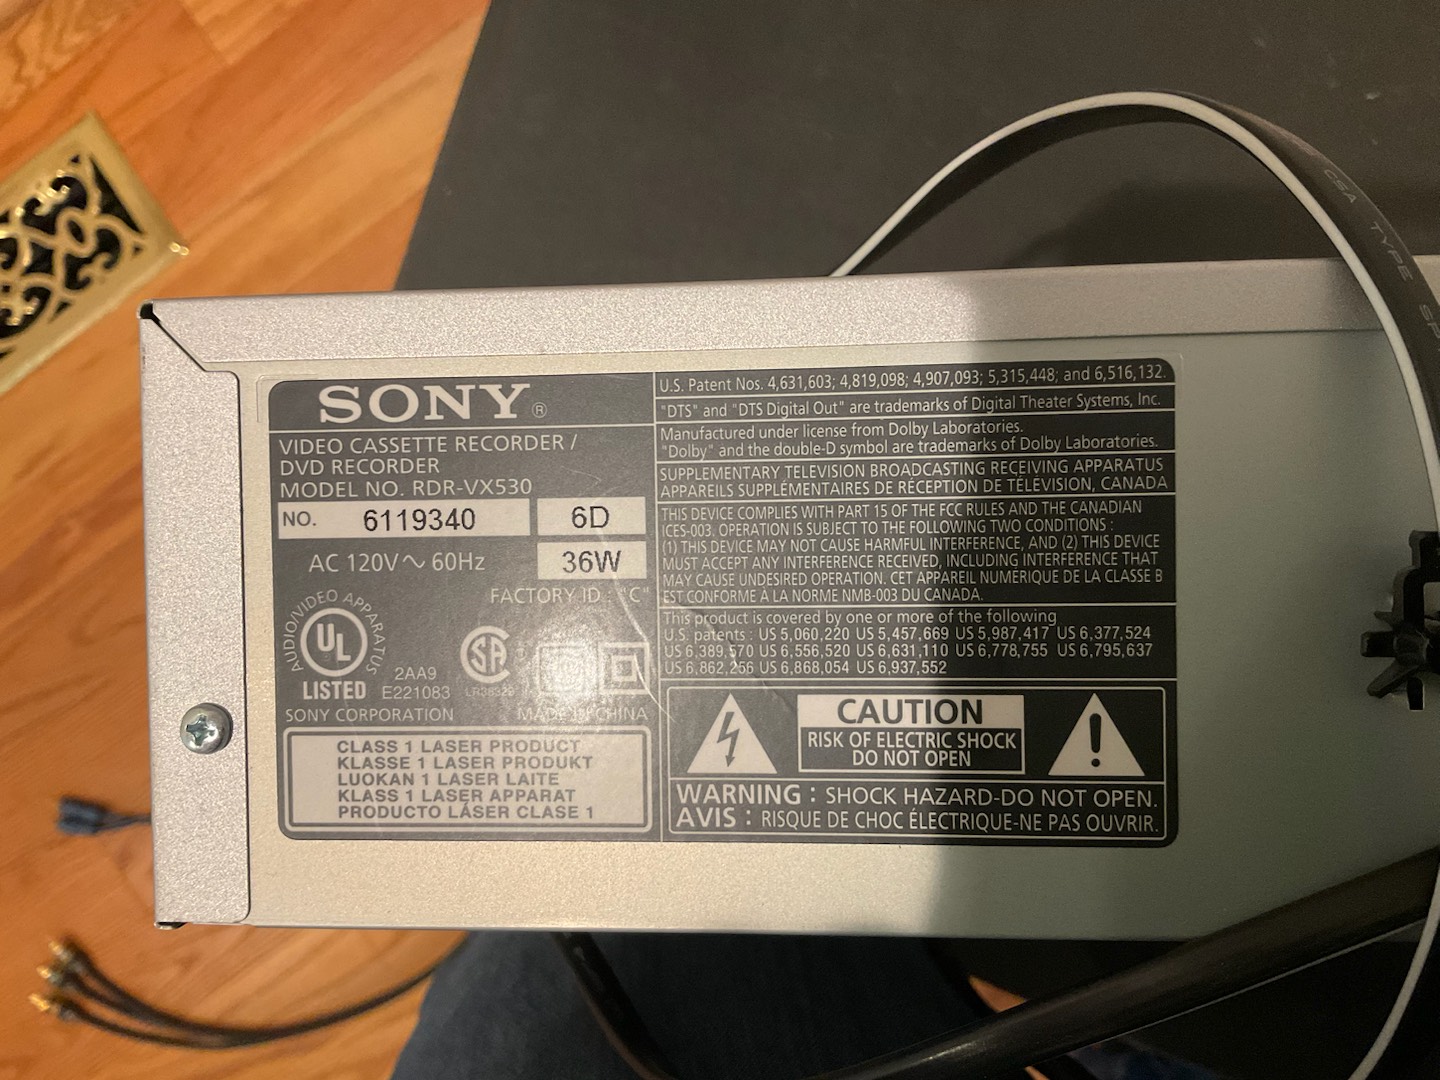 SONY®
VIDEO CASSETTE RECORDER /
DVD RECORDER
MODEL NO. RDR-VX530
NO. 6119340 6D
AC 120V～ 60Hz 36W
FACTORY ID : "C"
AUDIO/VIDEO APPARATUS
UL
LISTED
2AA9
E221083
SA
LR38329
SONY CORPORATION MADE IN CHINA
CLASS 1 LASER PRODUCT
KLASSE 1 LASER PRODUKT
LUOKAN 1 LASER LAITE
KLASS 1 LASER APPARAT
PRODUCTO LÁSER CLASE 1
U.S. Patent Nos. 4,631,603; 4,819,098; 4,907,093; 5,315,448; and 6,516,132.
"DTS" and "DTS Digital Out" are trademarks of Digital Theater Systems, Inc.
Manufactured under license from Dolby Laboratories.
"Dolby" and the double-D symbol are trademarks of Dolby Laboratories.
SUPPLEMENTARY TELEVISION BROADCASTING RECEIVING APPARATUS
APPAREILS SUPPLÉMENTAIRES DE RÉCEPTION DE TÉLÉVISION, CANADA
THIS DEVICE COMPLIES WITH PART 15 OF THE FCC RULES AND THE CANADIAN
ICES-003. OPERATION IS SUBJECT TO THE FOLLOWING TWO CONDITIONS :
(1) THIS DEVICE MAY NOT CAUSE HARMFUL INTERFERENCE, AND (2) THIS DEVICE
MUST ACCEPT ANY INTERFERENCE RECEIVED, INCLUDING INTERFERENCE THAT
MAY CAUSE UNDESIRED OPERATION. CET APPAREIL NUMERIQUE DE LA CLASSE B
EST CONFORME À LA NORME NMB-003 DU CANADA.
This product is covered by one or more of the following
U.S. patents : US 5,060,220 US 5,457,669 US 5,987,417 US 6,377,524
US 6,389,570 US 6,556,520 US 6,631,110 US 6,778,755 US 6,795,637
US 6,862,256 US 6,868,054 US 6,937,552
CAUTION
RISK OF ELECTRIC SHOCK
DO NOT OPEN
WARNING : SHOCK HAZARD-DO NOT OPEN.
AVIS : RISQUE DE CHOC ÉLECTRIQUE-NE PAS OUVRIR.
CSA TYPE